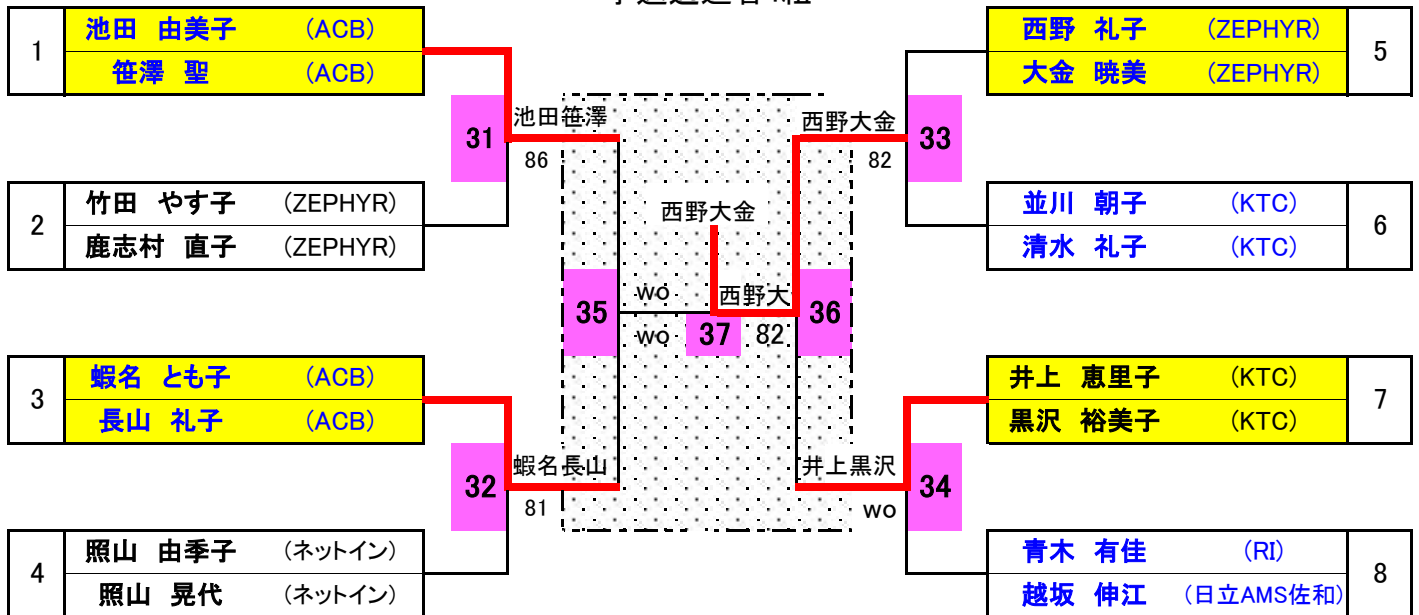 1 池田 由美子 (ACB)
笹澤 聖 (ACB)
2 竹田 やす子 (ZEPHYR)
鹿志村 直子 (ZEPHYR)
3 蝦名 とも子 (ACB)
長山 礼子 (ACB)
4 照山 由季子 (ネットイン)
照山 晃代 (ネットイン)
31 池田笹澤
86
32 蝦名長山
81
35
wo
wo
西野大金
37
西野大
82
36
西野大金 33
82
井上黒沢 34
wo
西野 礼子 (ZEPHYR) 5
大金 暁美 (ZEPHYR)
並川 朝子 (KTC) 6
清水 礼子 (KTC)
井上 恵里子 (KTC) 7
黒沢 裕美子 (KTC)
青木 有佳 (RI) 8
越坂 伸江 (日立AMS佐和)